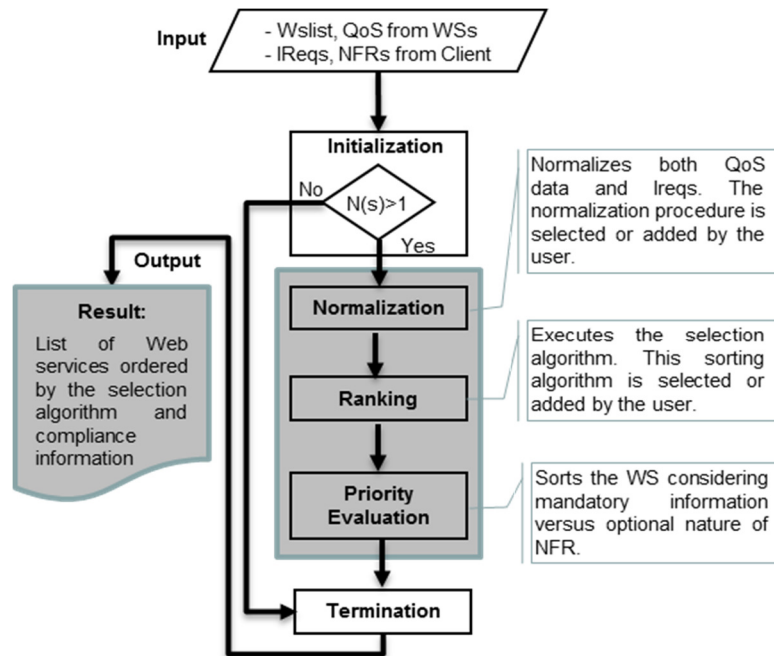 Input
- Wslist, QoS from WSs
- IReqs, NFRs from Client
Initialization
No
N(s)>1
Yes
Normalizes both QoS
data and Ireqs. The
normalization procedure is
selected or added by the
user.
Output
Result:
List of Web
services ordered
by the selection
algorithm and
compliance
information
Normalization
Ranking
Executes the selection
algorithm. This sorting
algorithm is selected or
added by the user.
Priority
Evaluation
Sorts the WS considering
mandatory information
versus optional nature of
NFR.
Termination